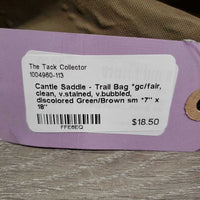 The Tack Collector
1004960-113
Cantle Saddle - Trail Bag *gc/fair,
clean, v.stained, v.bubbled,
discolored Green/Brown sm *7" x
18"
FFE6EQ
$18.50